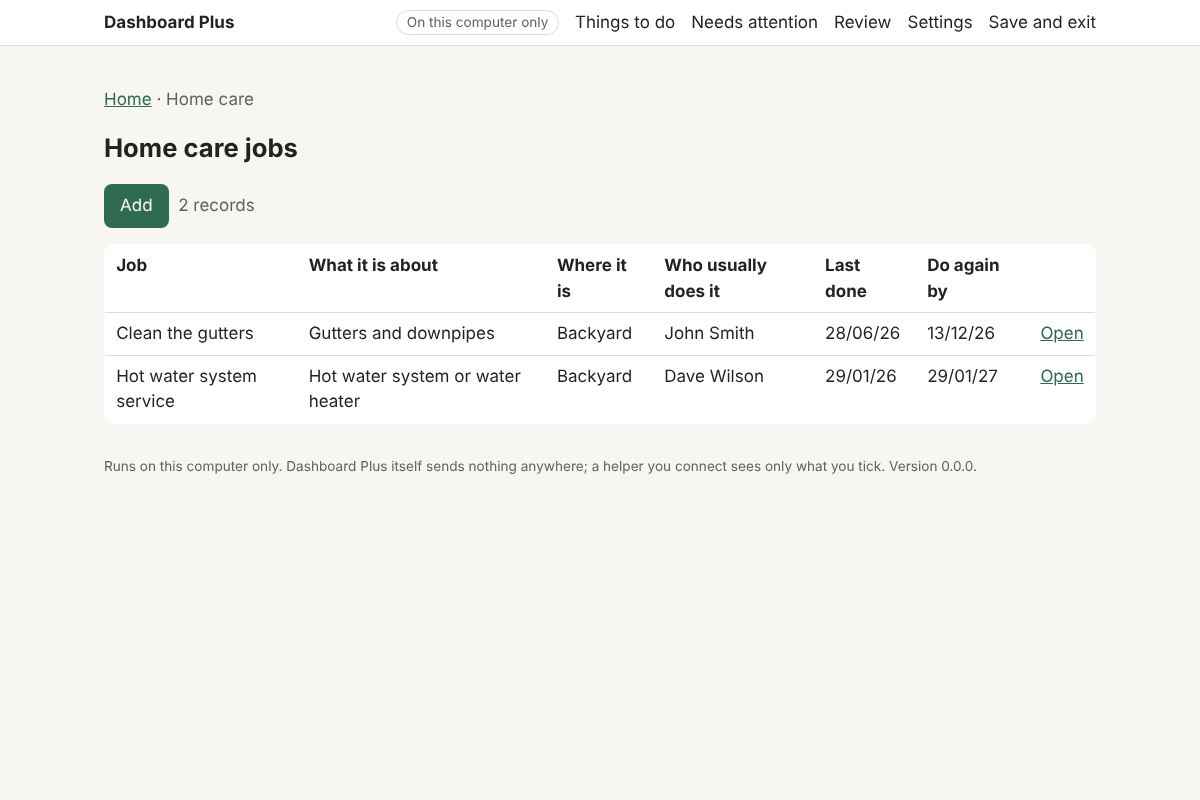 Dashboard Plus On this computer only Things to do Needs attention Review Settings Save and exit
Home · Home care
Home care jobs
Add 2 records
Job What it is about Where it is Who usually does it Last done Do again by
Clean the gutters Gutters and downpipes Backyard John Smith 28/06/26 13/12/26 Open
Hot water system service Hot water system or water heater Backyard Dave Wilson 29/01/26 29/01/27 Open
Runs on this computer only. Dashboard Plus itself sends nothing anywhere; a helper you connect sees only what you tick. Version 0.0.0.